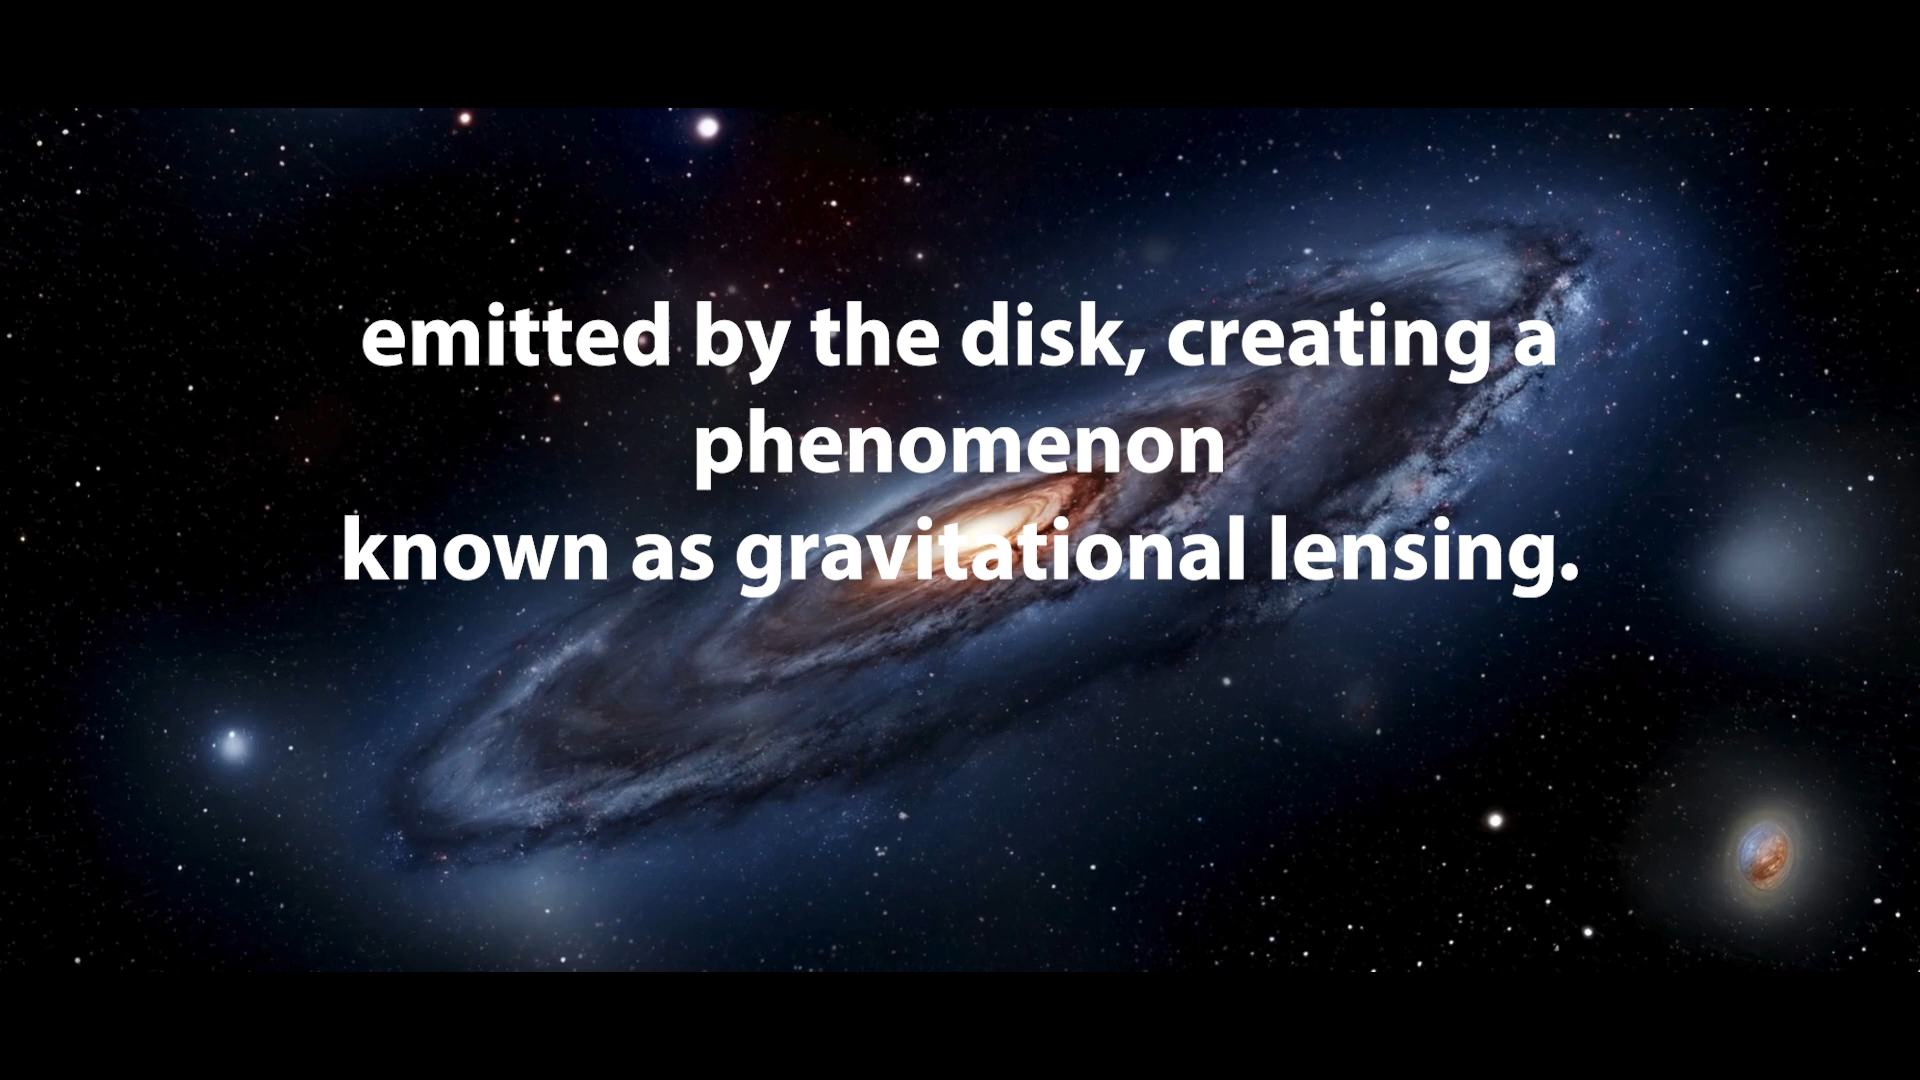 emitted by the disk, creating a
phenomenon
known as gravitational lensing.